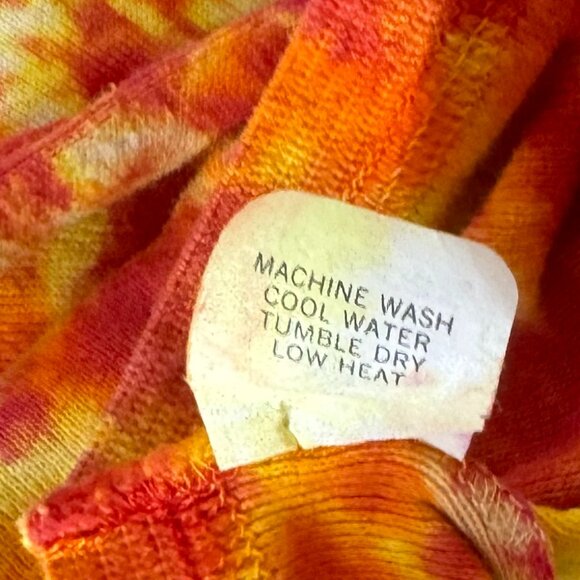 MACHINE WASH
COOL WATER
TUMBLE DRY
LOW HEAT